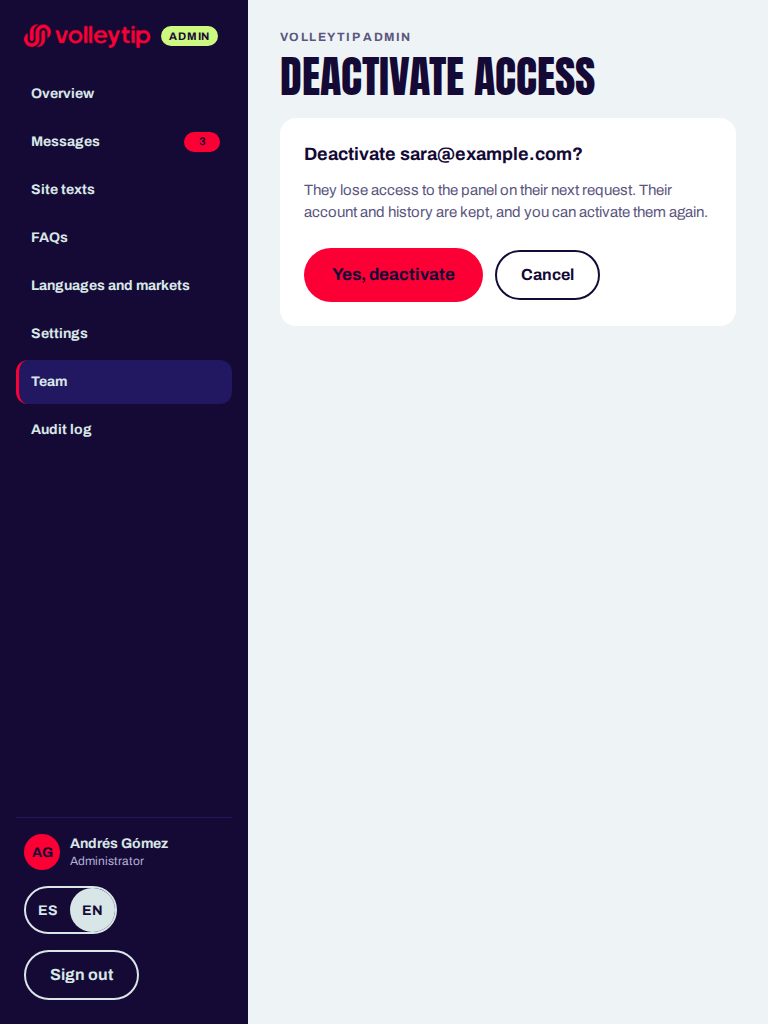 volleytip ADMIN
Overview
Messages 3
Site texts
FAQs
Languages and markets
Settings
Team
Audit log
AG
Andrés Gómez
Administrator
ES EN
Sign out
VOLLEYTIP ADMIN
DEACTIVATE ACCESS
Deactivate sara@example.com?
They lose access to the panel on their next request. Their
account and history are kept, and you can activate them again.
Yes, deactivate Cancel